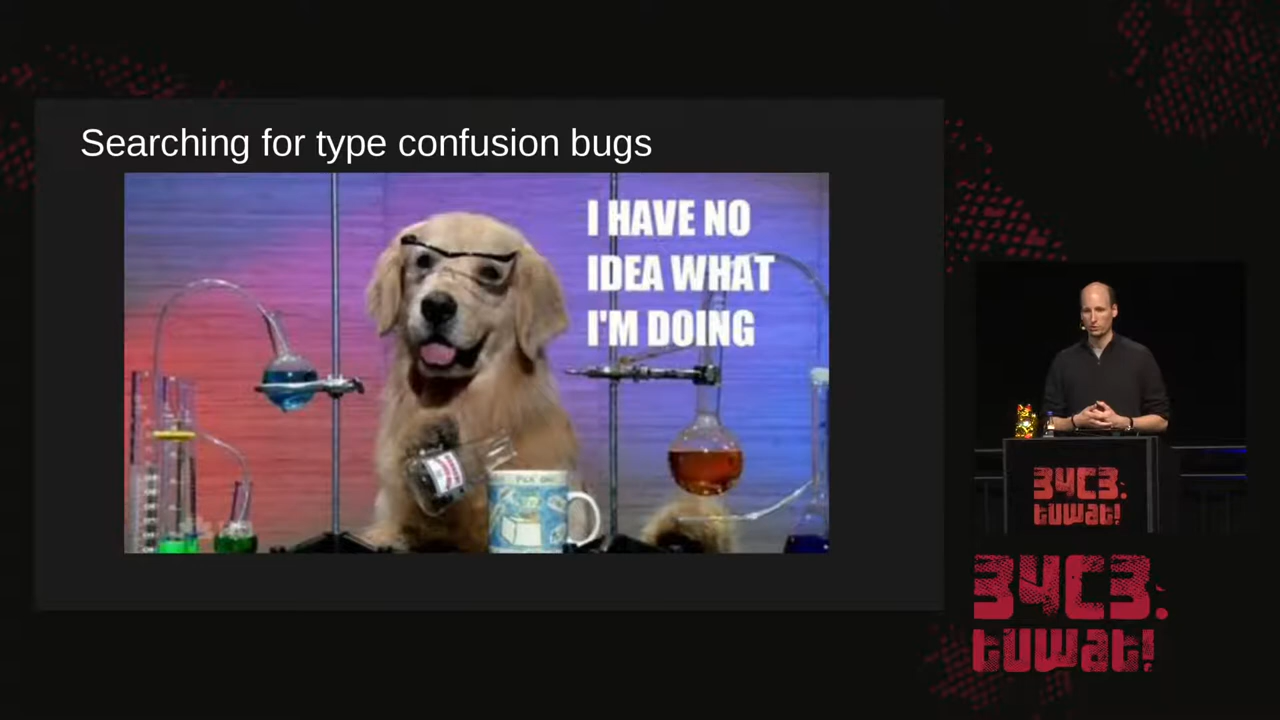 Searching for type confusion bugs
I HAVE NO
IDEA WHAT
I'M DOING
34C3.
tuwat!
34C3.
tuwat!